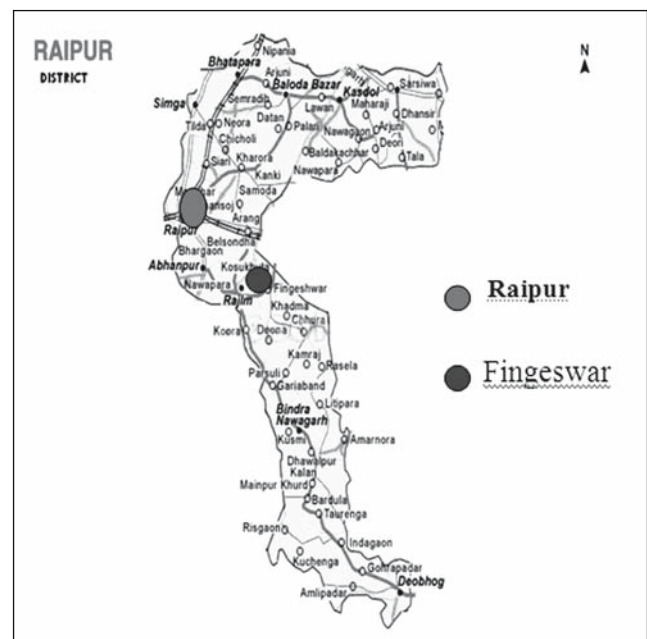 RAIPUR
DISTRICT
N
Nipania
Bhatapara
Arjuni
Baloda Bazar
Kasdol
Sarsiwa
Simga
Semradih
Lawan
Maharaji
Dhansir
Tilda
Neora
Datan
Palari
Nawagaon
Arjuni
Chicholi
Deori
Siari
Kharora
Baldakachhar
Tala
Kanki
Nawapara
Samoda
Arang
Raipur
Belsondha
Bhargaon
Abhanpur
Nawapara
Fingeshwar
Rajim
Khadma
Chhura
Koora
Deona
Kamraj
Rasela
Parsuli
Gariaband
Litipara
Bindra
Nawagarh
Kusmi
Amarnora
Dhawalpur
Kalan
Mainpur Khurd
Bardula
Taurenga
Risgaon
Indagaon
Kuchenga
Gohrapadar
Deobhog
Amlipadar
Raipur
Fingeswar